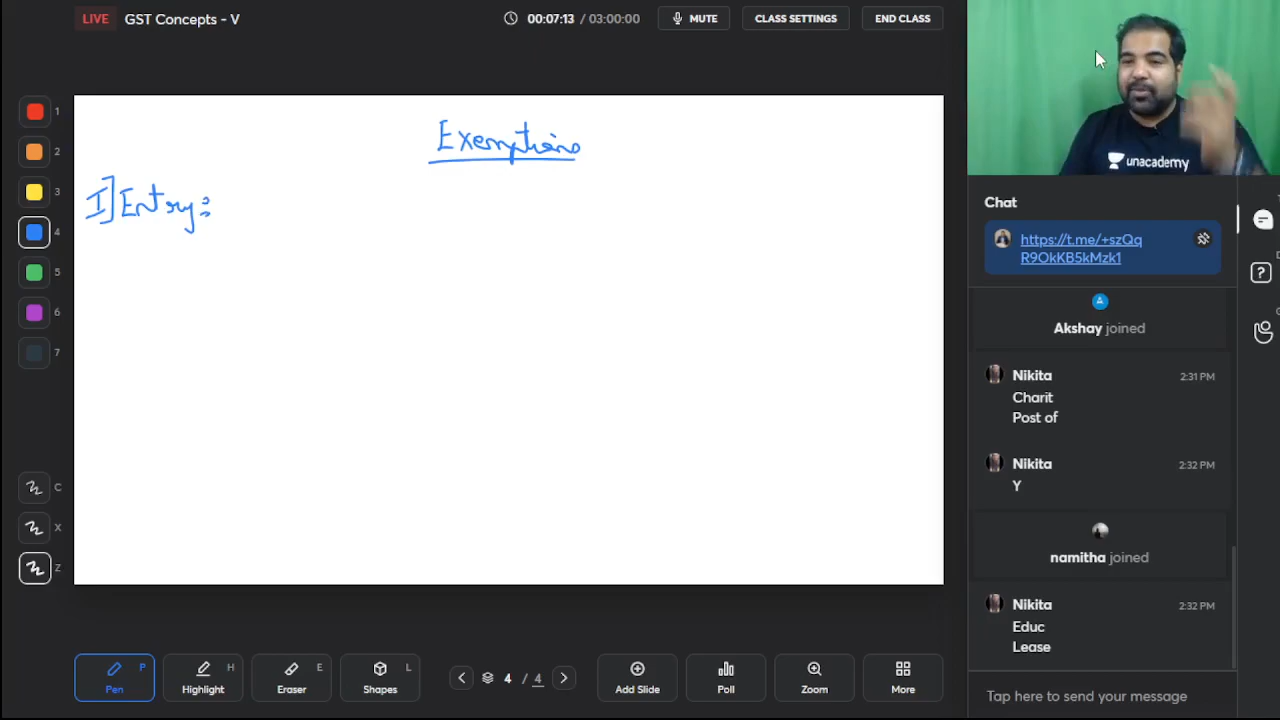 LIVE GST Concepts - V 00:07:13 / 03:00:00 MUTE CLASS SETTINGS END CLASS
unacademy
1
2
3
4
5
6
7
C
X
Z
Exemptions
I] Entry:
Chat
https://t.me/+szQq
R9OkKB5kMzk1
A
Akshay joined
Nikita 2:31 PM
Charit
Post of
Nikita 2:32 PM
Y
namitha joined
Nikita 2:32 PM
Educ
Lease
Tap here to send your message
P H E L
Pen Highlight Eraser Shapes 4 / 4 Add Slide Poll Zoom More